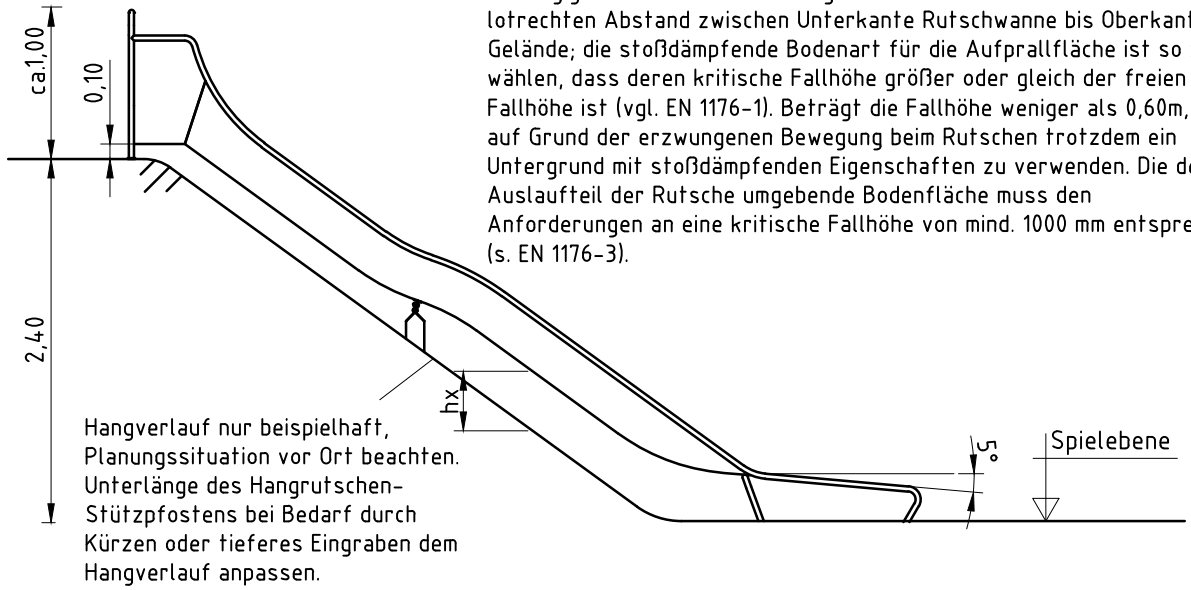 lotrechten Abstand zwischen Unterkante Rutschwanne bis
Gelände; die stoßdämpfende Bodenart für die Aufprallfläche ist so
wählen, dass deren kritische Fallhöhe größer oder gleich der freien
Fallhöhe ist (vgl. EN 1176-1). Beträgt die Fallhöhe weniger als 0,60m,
auf Grund der erzwungenen Bewegung beim Rutschen trotzdem ein
Untergrund mit stoßdämpfenden Eigenschaften zu verwenden. Die
Auslaufteil der Rutsche umgebende Bodenfläche muss den
Anforderungen an eine kritische Fallhöhe von mind. 1000 mm
(s. EN 1176-3).
ca.1,00
0,10
2,40
hx
5°
Spielebene
Hangverlauf nur beispielhaft,
Planungssituation vor Ort beachten.
Unterlänge des Hangrutschen-
Stützpfostens bei Bedarf durch
Kürzen oder tieferes Eingraben dem
Hangverlauf anpassen.